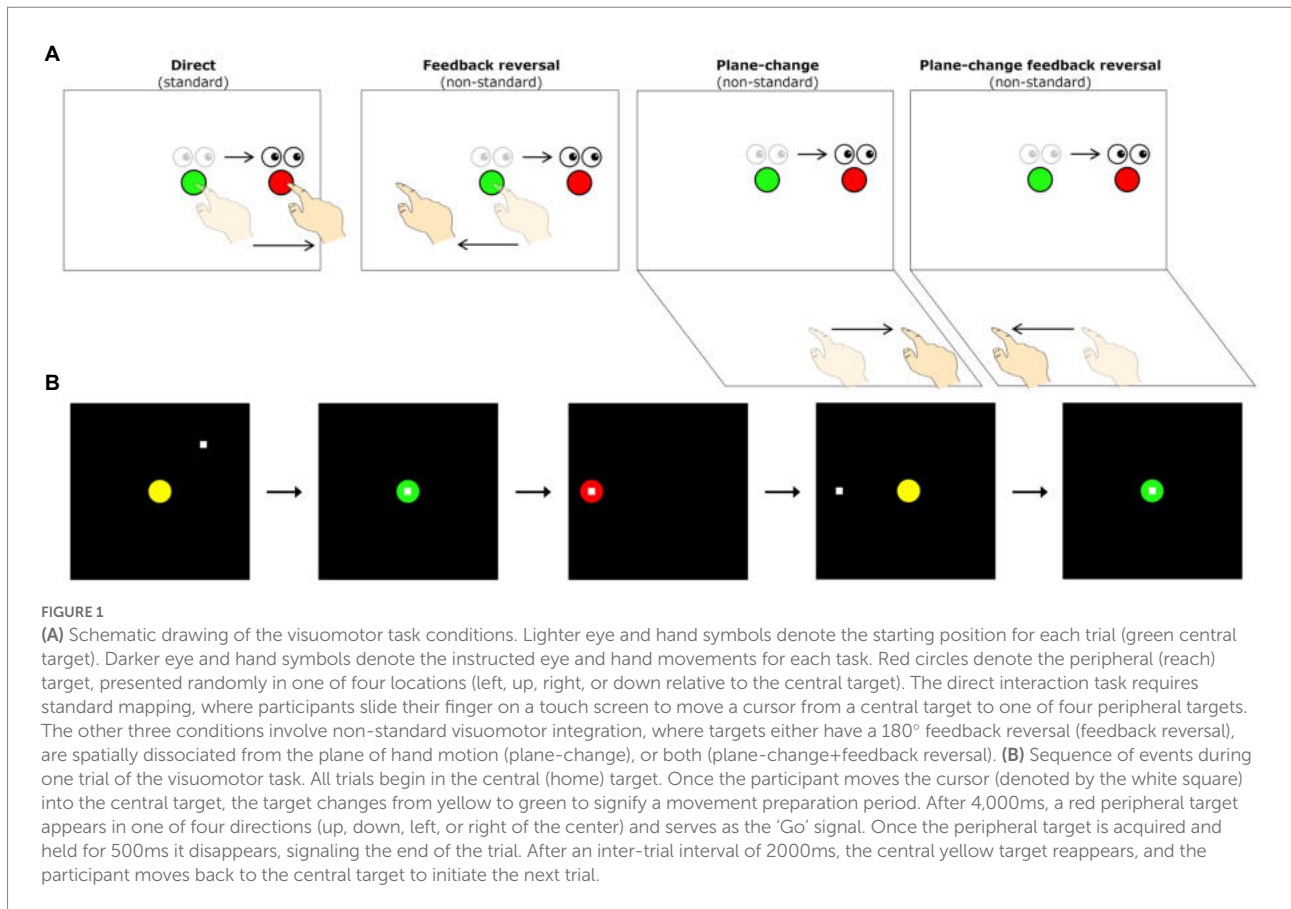 A
Direct
(standard)
Feedback reversal
(non-standard)
Plane-change
(non-standard)
Plane-change feedback reversal
(non-standard)
B
FIGURE 1
(A) Schematic drawing of the visuomotor task conditions. Lighter eye and hand symbols denote the starting position for each trial (green central
target). Darker eye and hand symbols denote the instructed eye and hand movements for each task. Red circles denote the peripheral (reach)
target, presented randomly in one of four locations (left, up, right, or down relative to the central target). The direct interaction task requires
standard mapping, where participants slide their finger on a touch screen to move a cursor from a central target to one of four peripheral targets.
The other three conditions involve non-standard visuomotor integration, where targets either have a 180° feedback reversal (feedback reversal),
are spatially dissociated from the plane of hand motion (plane-change), or both (plane-change+feedback reversal). (B) Sequence of events during
one trial of the visuomotor task. All trials begin in the central (home) target. Once the participant moves the cursor (denoted by the white square)
into the central target, the target changes from yellow to green to signify a movement preparation period. After 4,000ms, a red peripheral target
appears in one of four directions (up, down, left, or right of the center) and serves as the 'Go' signal. Once the peripheral target is acquired and
held for 500ms it disappears, signaling the end of the trial. After an inter-trial interval of 2000ms, the central yellow target reappears, and the
participant moves back to the central target to initiate the next trial.